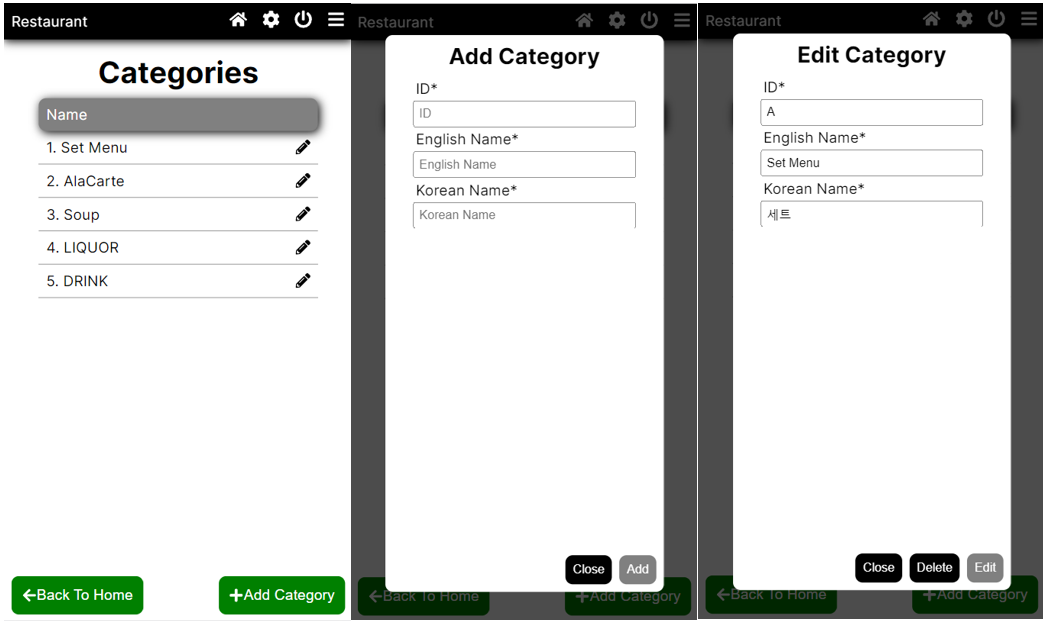 Restaurant
Categories
Name
1. Set Menu
2. AlaCarte
3. Soup
4. LIQUOR
5. DRINK
Back To Home
Add Category
Restaurant
Add Category
ID*
ID
English Name*
English Name
Korean Name*
Korean Name
Close
Add
Back To Home
Add Category
Restaurant
Edit Category
ID*
A
English Name*
Set Menu
Korean Name*
세트
Close
Delete
Edit
Back To Home
Add Category